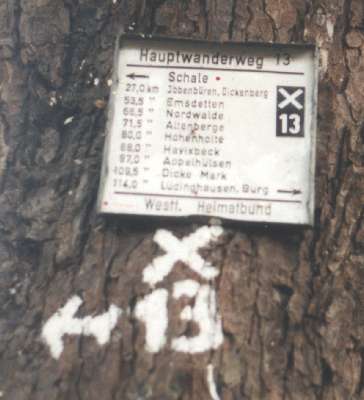 Hauptwanderweg 13
← Schale
27,0 km Ibbenbüren, Dickenberg
53,5 " Emsdetten
66,5 " Nordwalde
71,5 " Altenberge
80,0 " Hohenholte
88,0 " Havixbeck
97,0 " Appelhülsen
109,5 " Dicke Mark
114,0 " Lüdinghausen, Burg →
X
13
Westf. Heimatbund
X
← 13